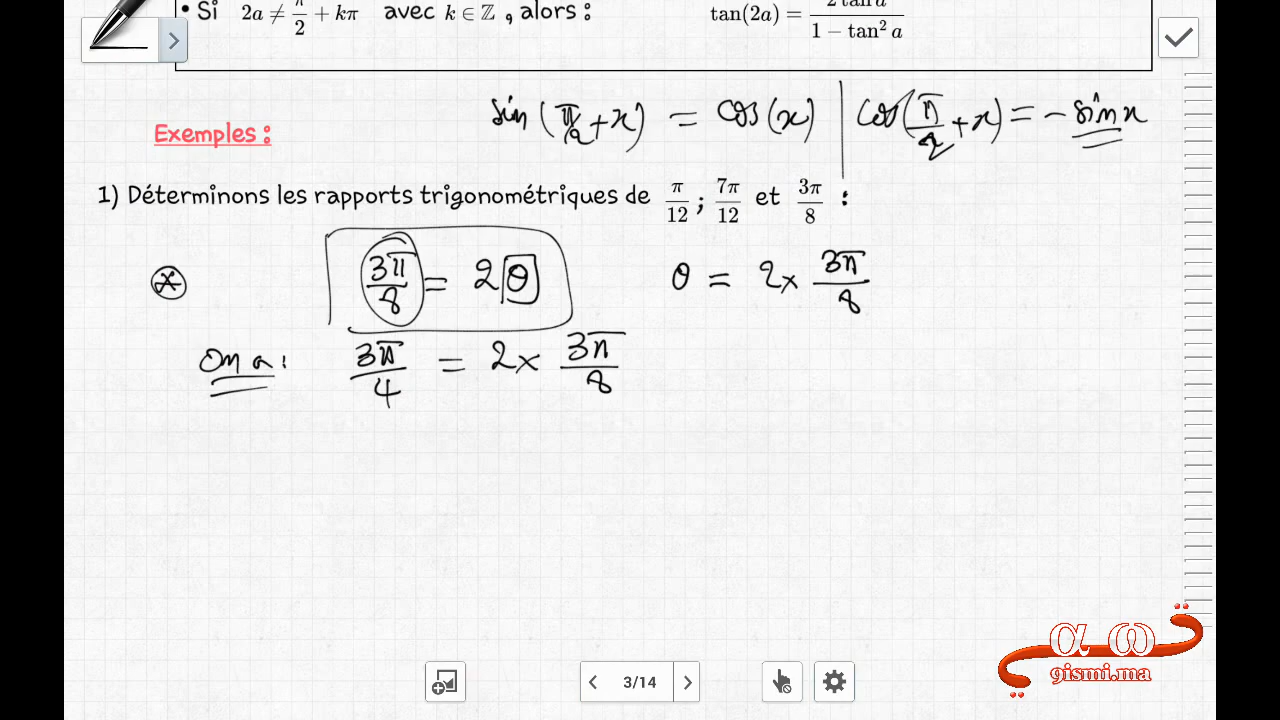 • Si 2a ≠ π/2 + kπ avec k ∈ ℤ , alors : tan(2a) = 2 tan a / (1 − tan² a)
sin(π/2 + x) = cos(x) | cos(π/2 + x) = − sin x
Exemples :
1) Déterminons les rapports trigonométriques de π/12 ; 7π/12 et 3π/8 :
* 3π/8 = 2θ θ = 2 × 3π/8
On a : 3π/4 = 2 × 3π/8
α ω
gismi.ma
3/14